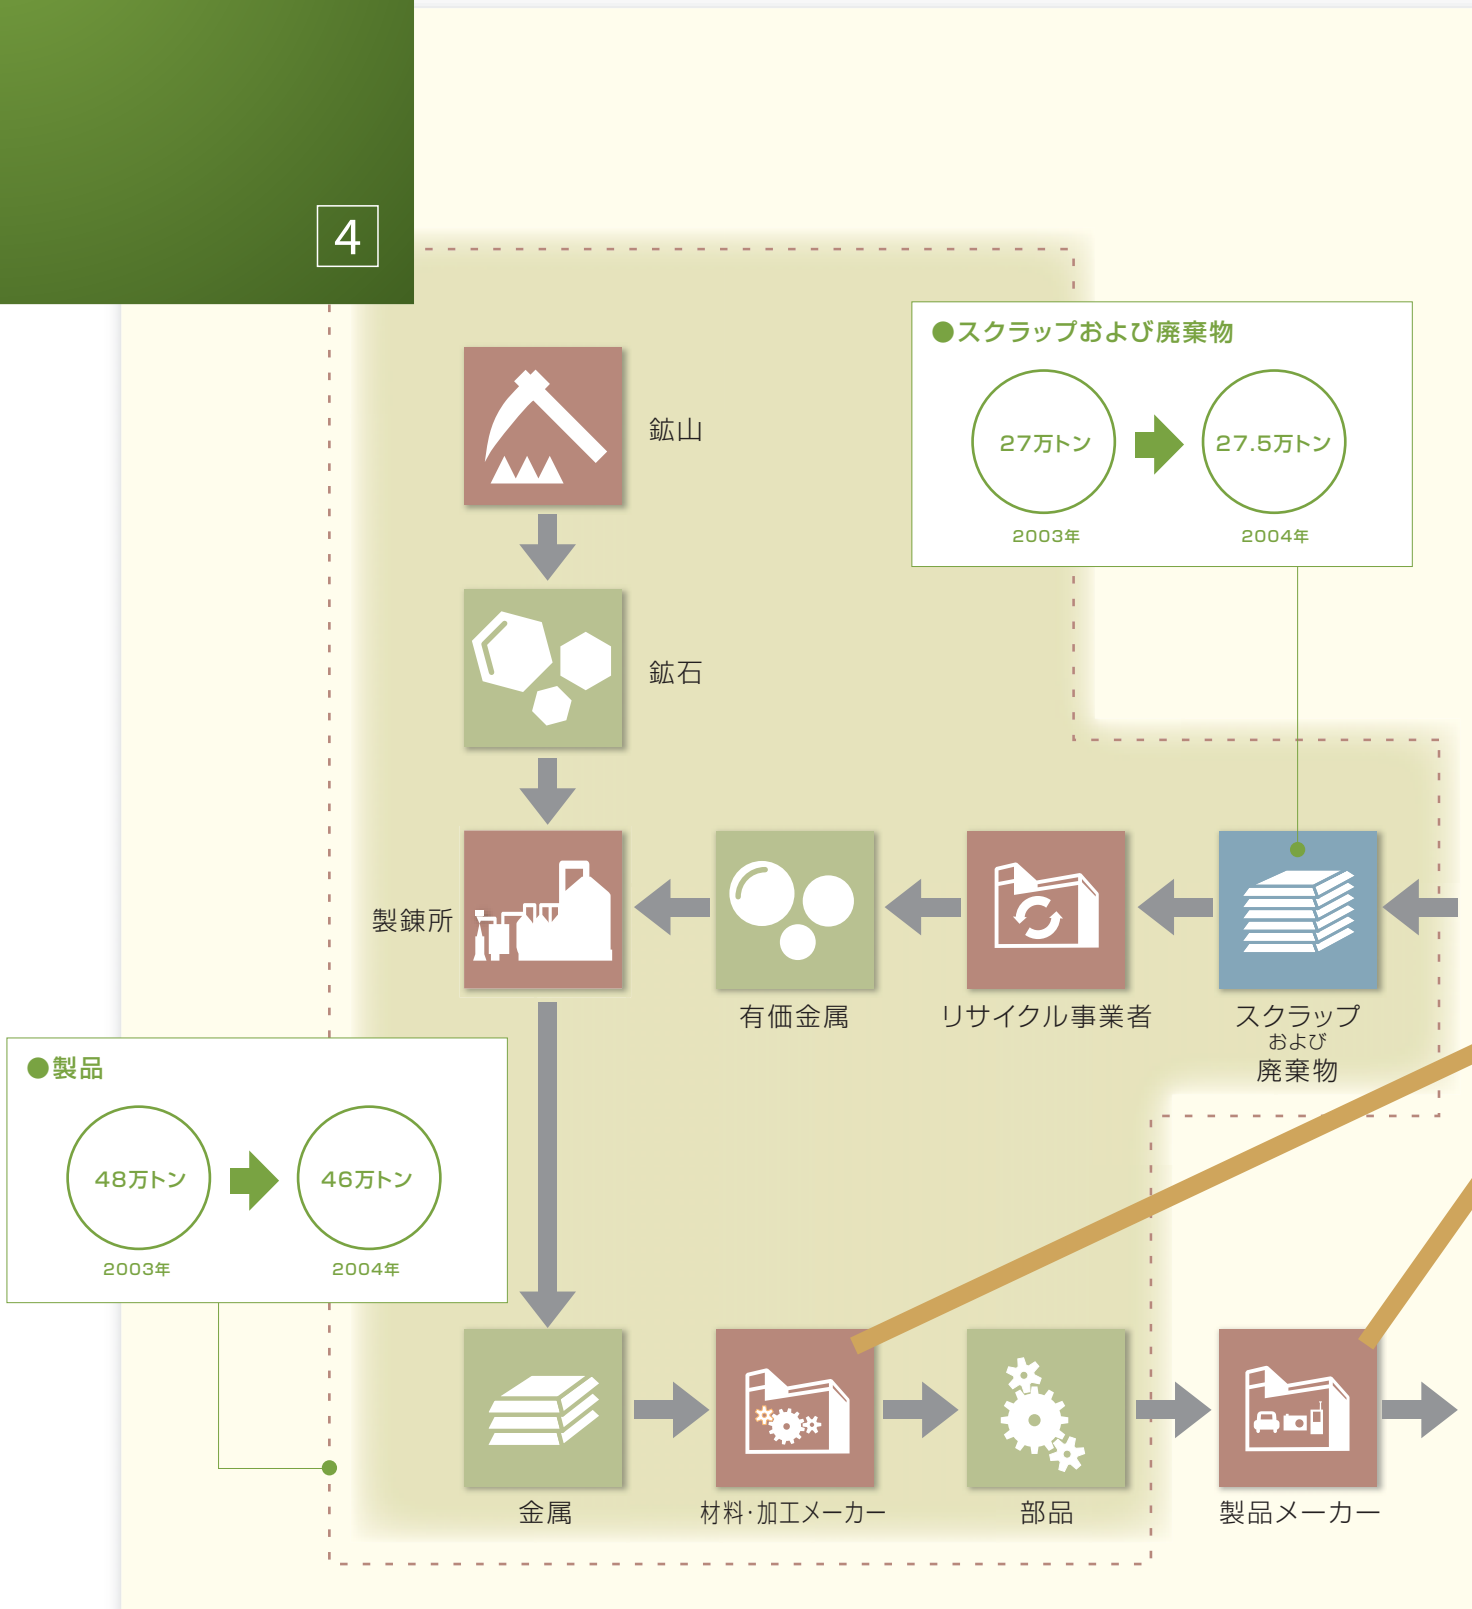 4
●スクラップおよび廃棄物
27万トン
27.5万トン
2003年
2004年
鉱山
鉱石
製錬所
有価金属
リサイクル事業者
スクラップ
および
廃棄物
●製品
48万トン
46万トン
2003年
2004年
金属
材料・加工メーカー
部品
製品メーカー